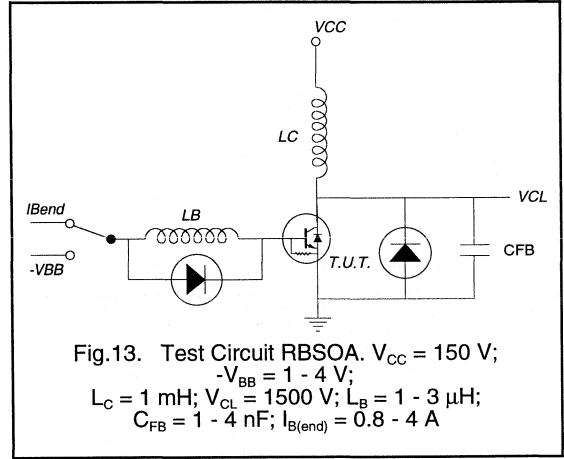 VCC
LC
IBend
LB
VCL
-VBB
T.U.T.
CFB
Fig.13. Test Circuit RBSOA. VCC = 150 V;
-VBB = 1 - 4 V;
LC = 1 mH; VCL = 1500 V; LB = 1 - 3 μH;
CFB = 1 - 4 nF; IB(end) = 0.8 - 4 A